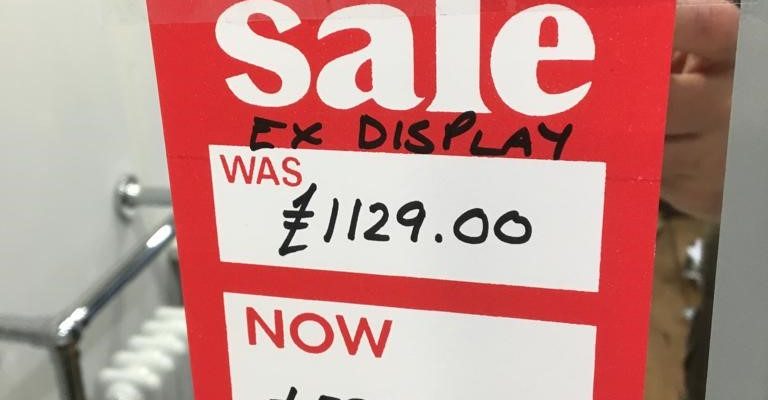 sale
EX DISPLAY
WAS
£1129.00
NOW